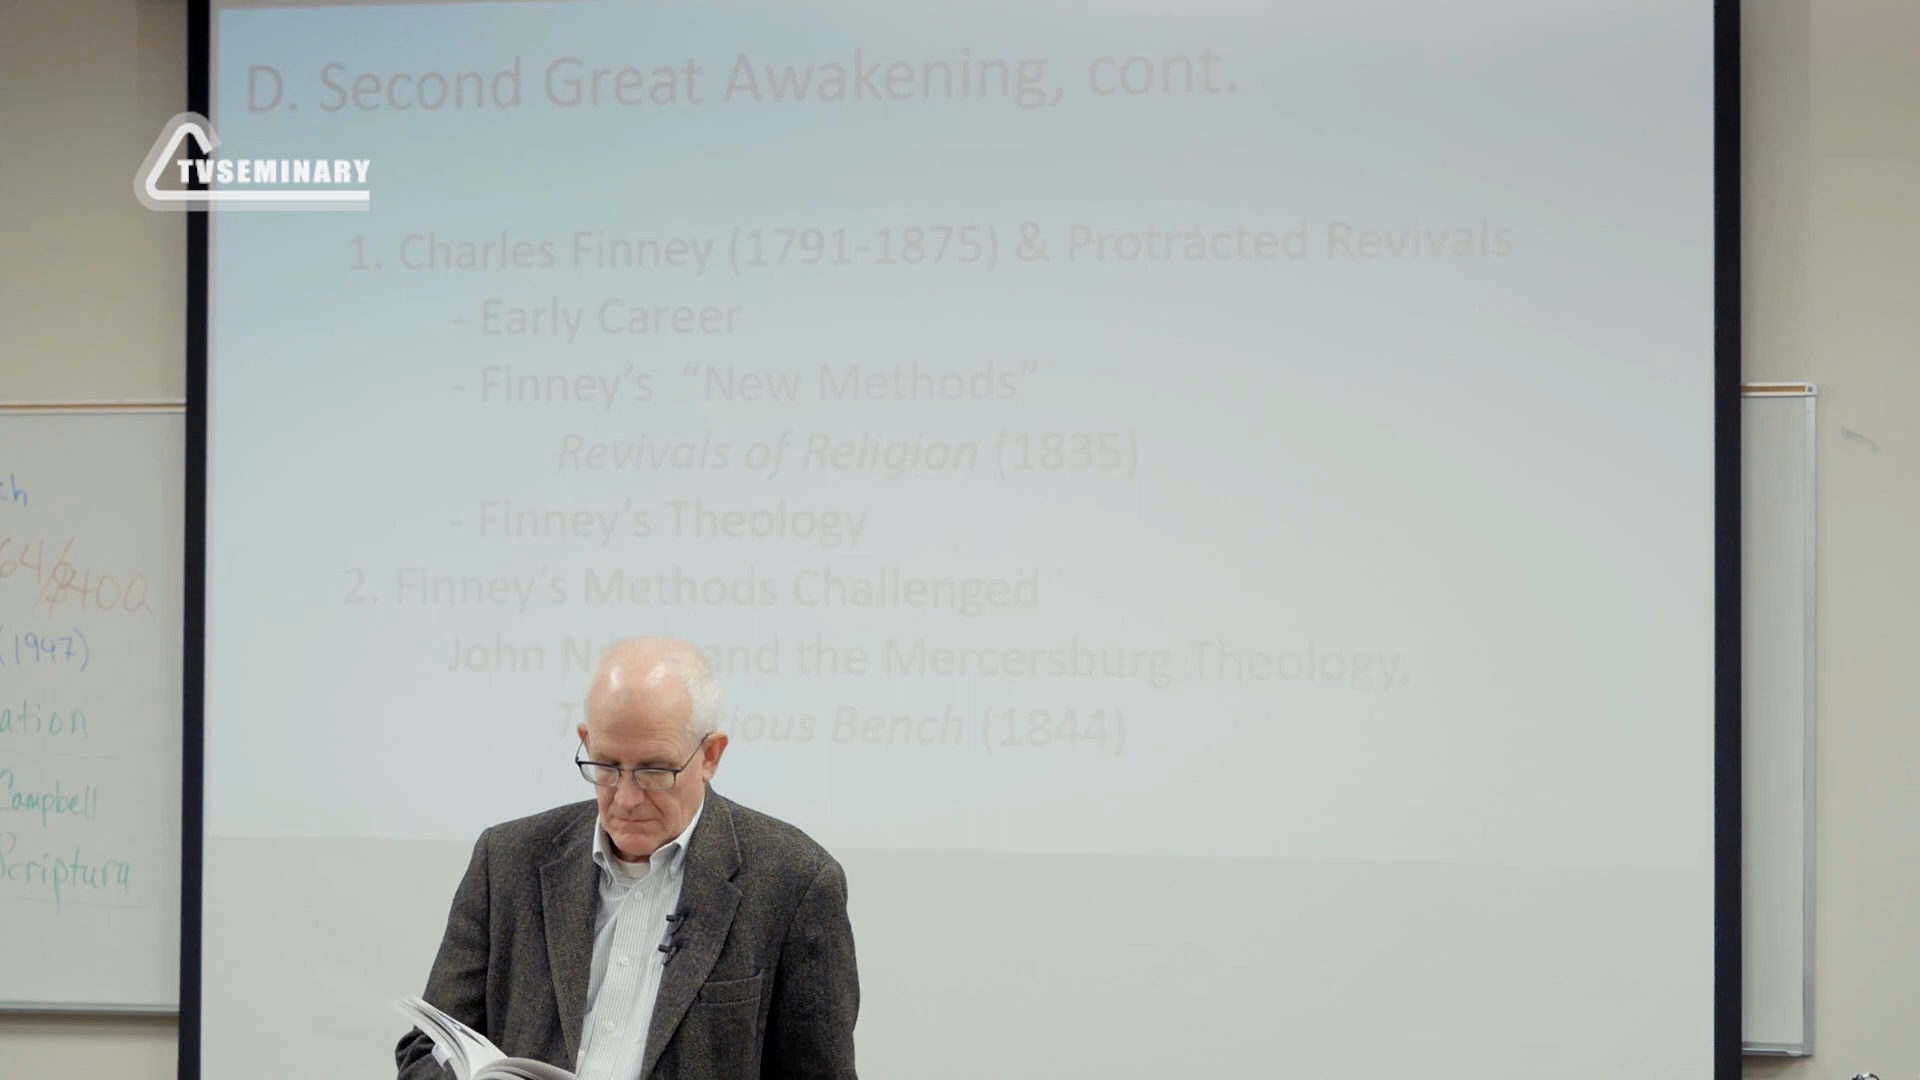 D. Second Great Awakening, cont.
TVSEMINARY
1. Charles Finney (1791-1875) & Protracted Revivals
- Early Career
- Finney's "New Methods"
Revivals of Religion (1835)
- Finney's Theology
2. Finney's Methods Challenged
John and the Mercersburg Theology,
Bench (1844)
(1947)
Campbell
Scriptura